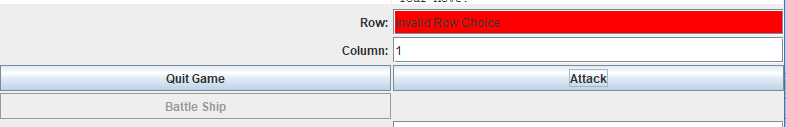 Row: Invalid Row Choice
Column: 1
Quit Game Attack
Battle Ship